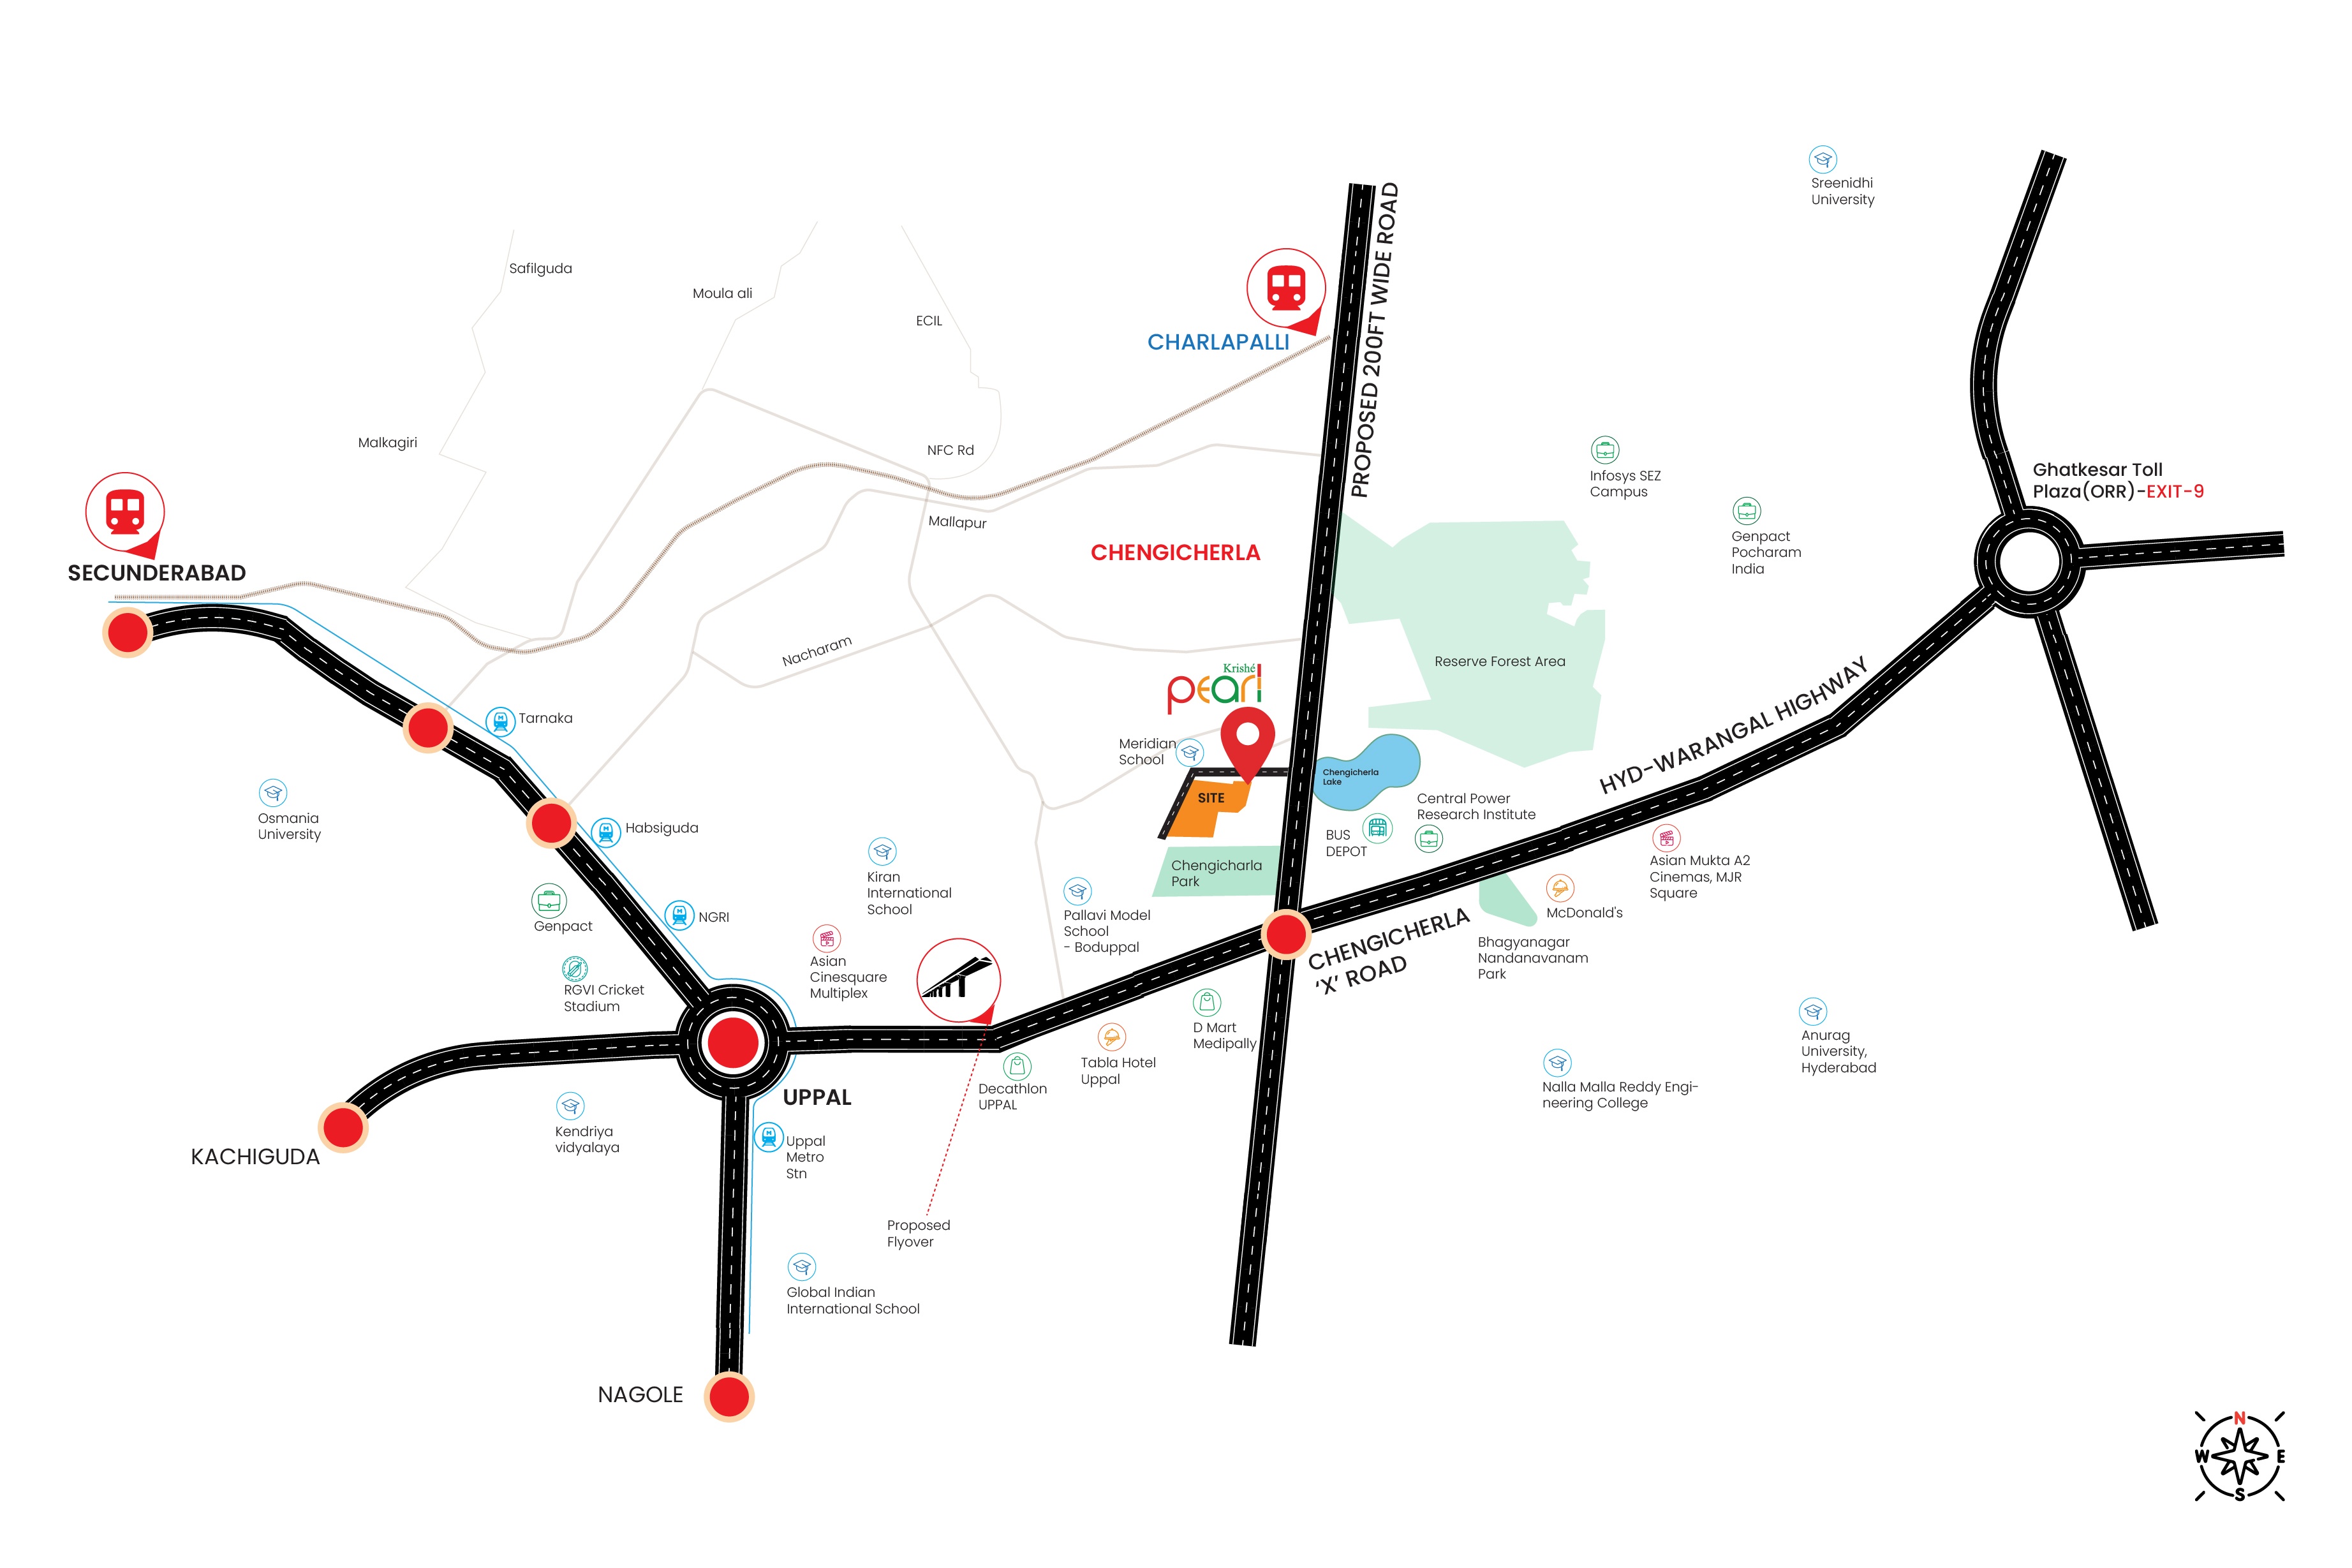 Sreenidhi
University
PROPOSED 200FT WIDE ROAD
Safilguda
Moula ali
ECIL
CHARLAPALLI
Malkagiri
NFC Rd
Infosys SEZ
Campus
Ghatkesar Toll
Plaza(ORR)-EXIT-9
Mallapur
Genpact
Pocharam
India
CHENGICHERLA
SECUNDERABAD
Nacharam
Reserve Forest Area
Krishé
pearl
HYD-WARANGAL HIGHWAY
Tarnaka
Meridian
School
Chengicherla
Lake
SITE
Central Power
Research Institute
Osmania
University
Habsiguda
BUS
DEPOT
Kiran
International
School
Chengicharla
Park
Asian Mukta A2
Cinemas, MJR
Square
Genpact
NGRI
Pallavi Model
School
- Boduppal
McDonald's
CHENGICHERLA
'X' ROAD
Bhagyanagar
Nandanavanam
Park
Asian
Cinesquare
Multiplex
RGVI Cricket
Stadium
D Mart
Medipally
Tabla Hotel
Uppal
Decathlon
UPPAL
Anurag
University,
Hyderabad
Nalla Malla Reddy Engi-
neering College
UPPAL
Kendriya
vidyalaya
KACHIGUDA
M
M
M
M
Uppal
Metro
Stn
Proposed
Flyover
Global Indian
International School
NAGOLE
N
W
E
S